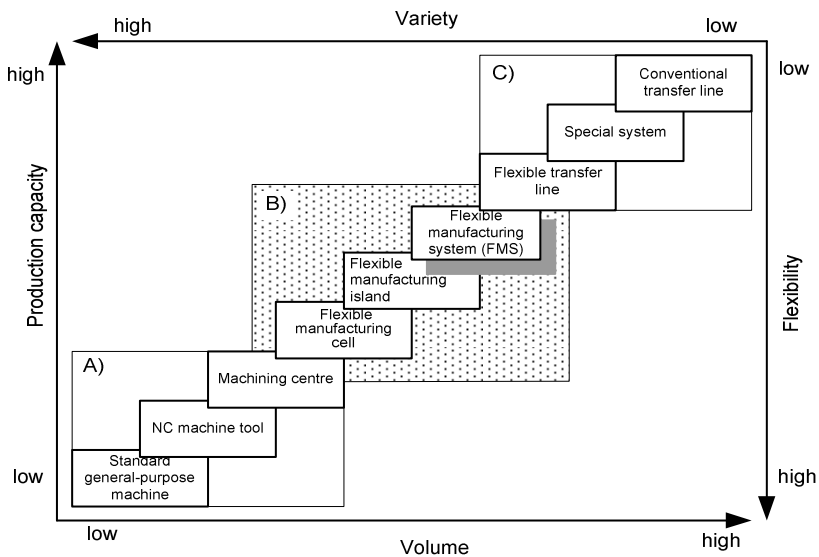 Variety
high
low
high
low
C)
Conventional
transfer line
Special system
Flexible transfer
line
B)
Flexible
manufacturing
system (FMS)
Flexible
manufacturing
island
Flexible
manufacturing
cell
Production capacity
Flexibility
A)
Machining centre
NC machine tool
Standard
general-purpose
machine
low
high
low
high
Volume